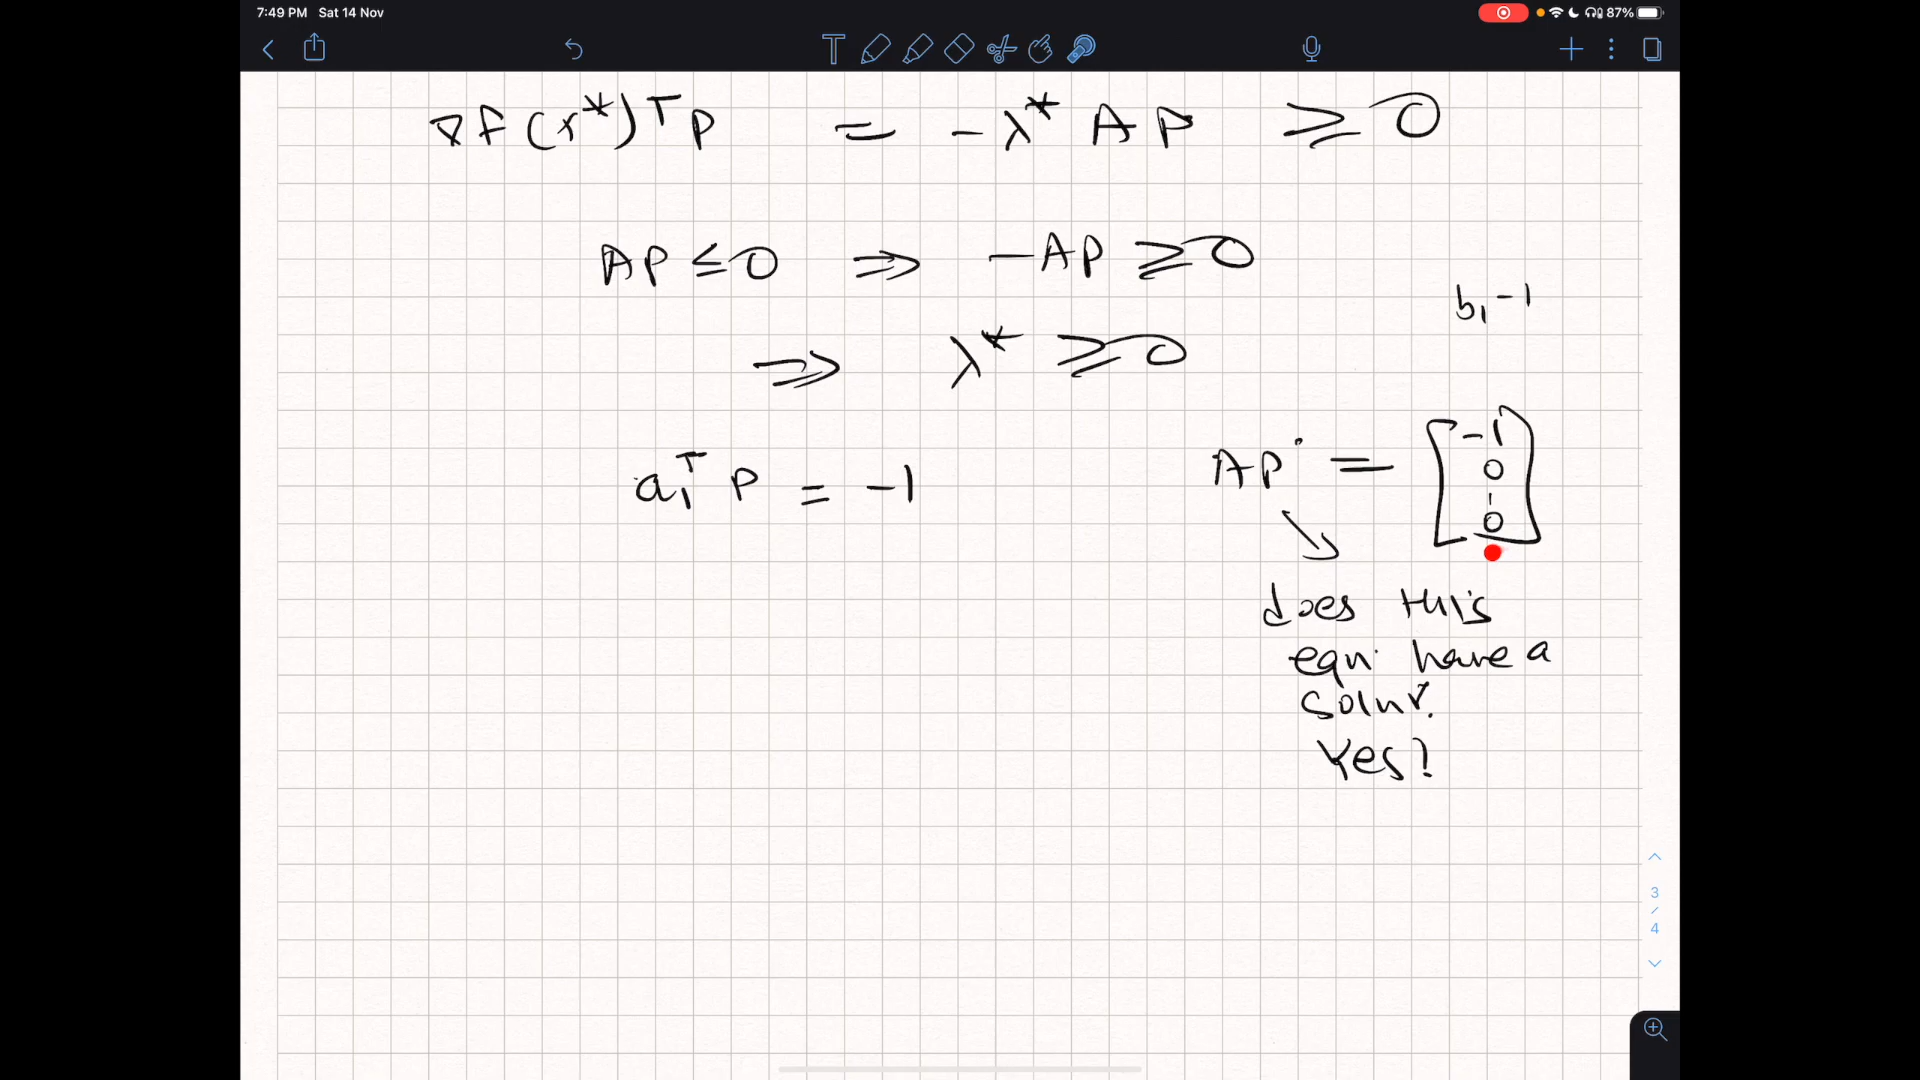 7:49 PM Sat 14 Nov
87%
∇f(x*)ᵀp = -λ* Ap ≥ 0
Ap ≤ 0 ⇒ -Ap ≥ 0
b₁ -1
⇒ λ* ≥ 0
a₁ᵀ p = -1
Ap = [-1 0 ⋮ 0]
does this
eqn. have a
soln?
Yes!
3
/
4